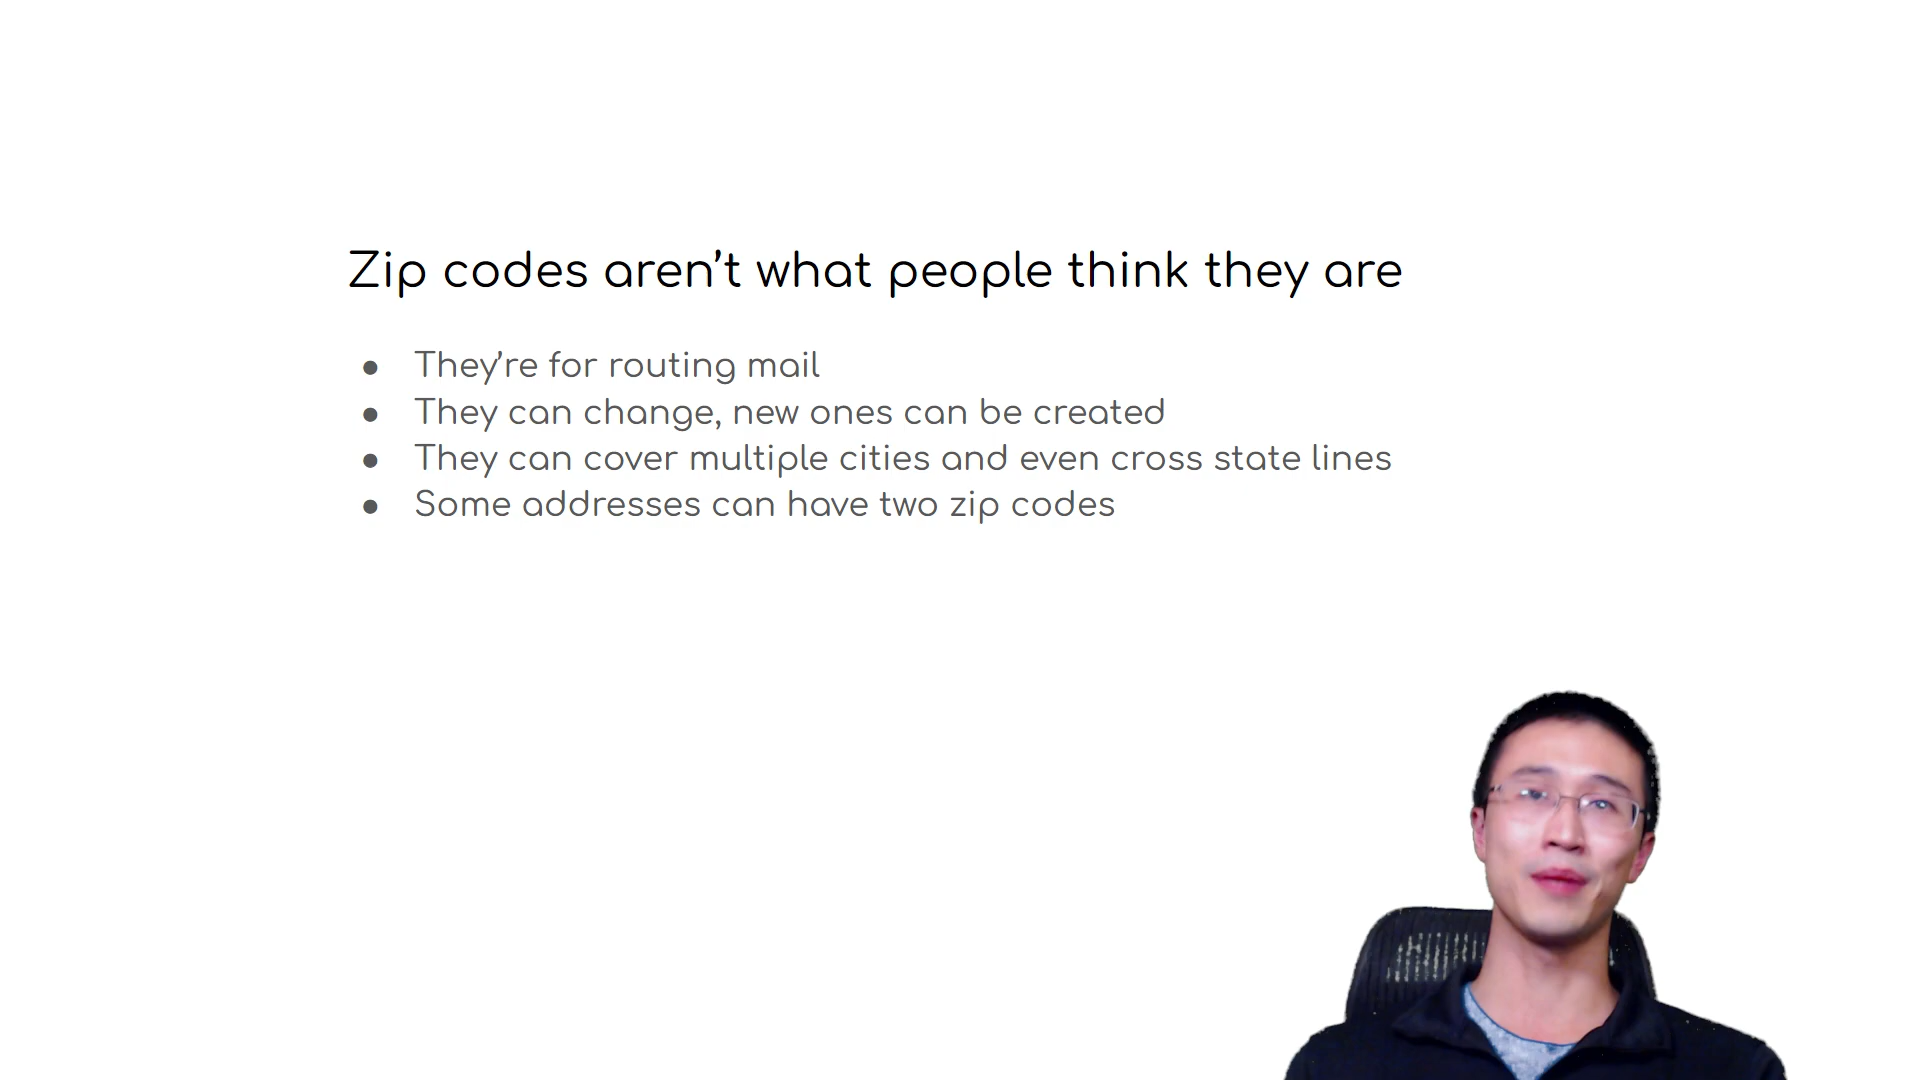 Zip codes aren’t what people think they are
● They’re for routing mail
● They can change, new ones can be created
● They can cover multiple cities and even cross state lines
● Some addresses can have two zip codes